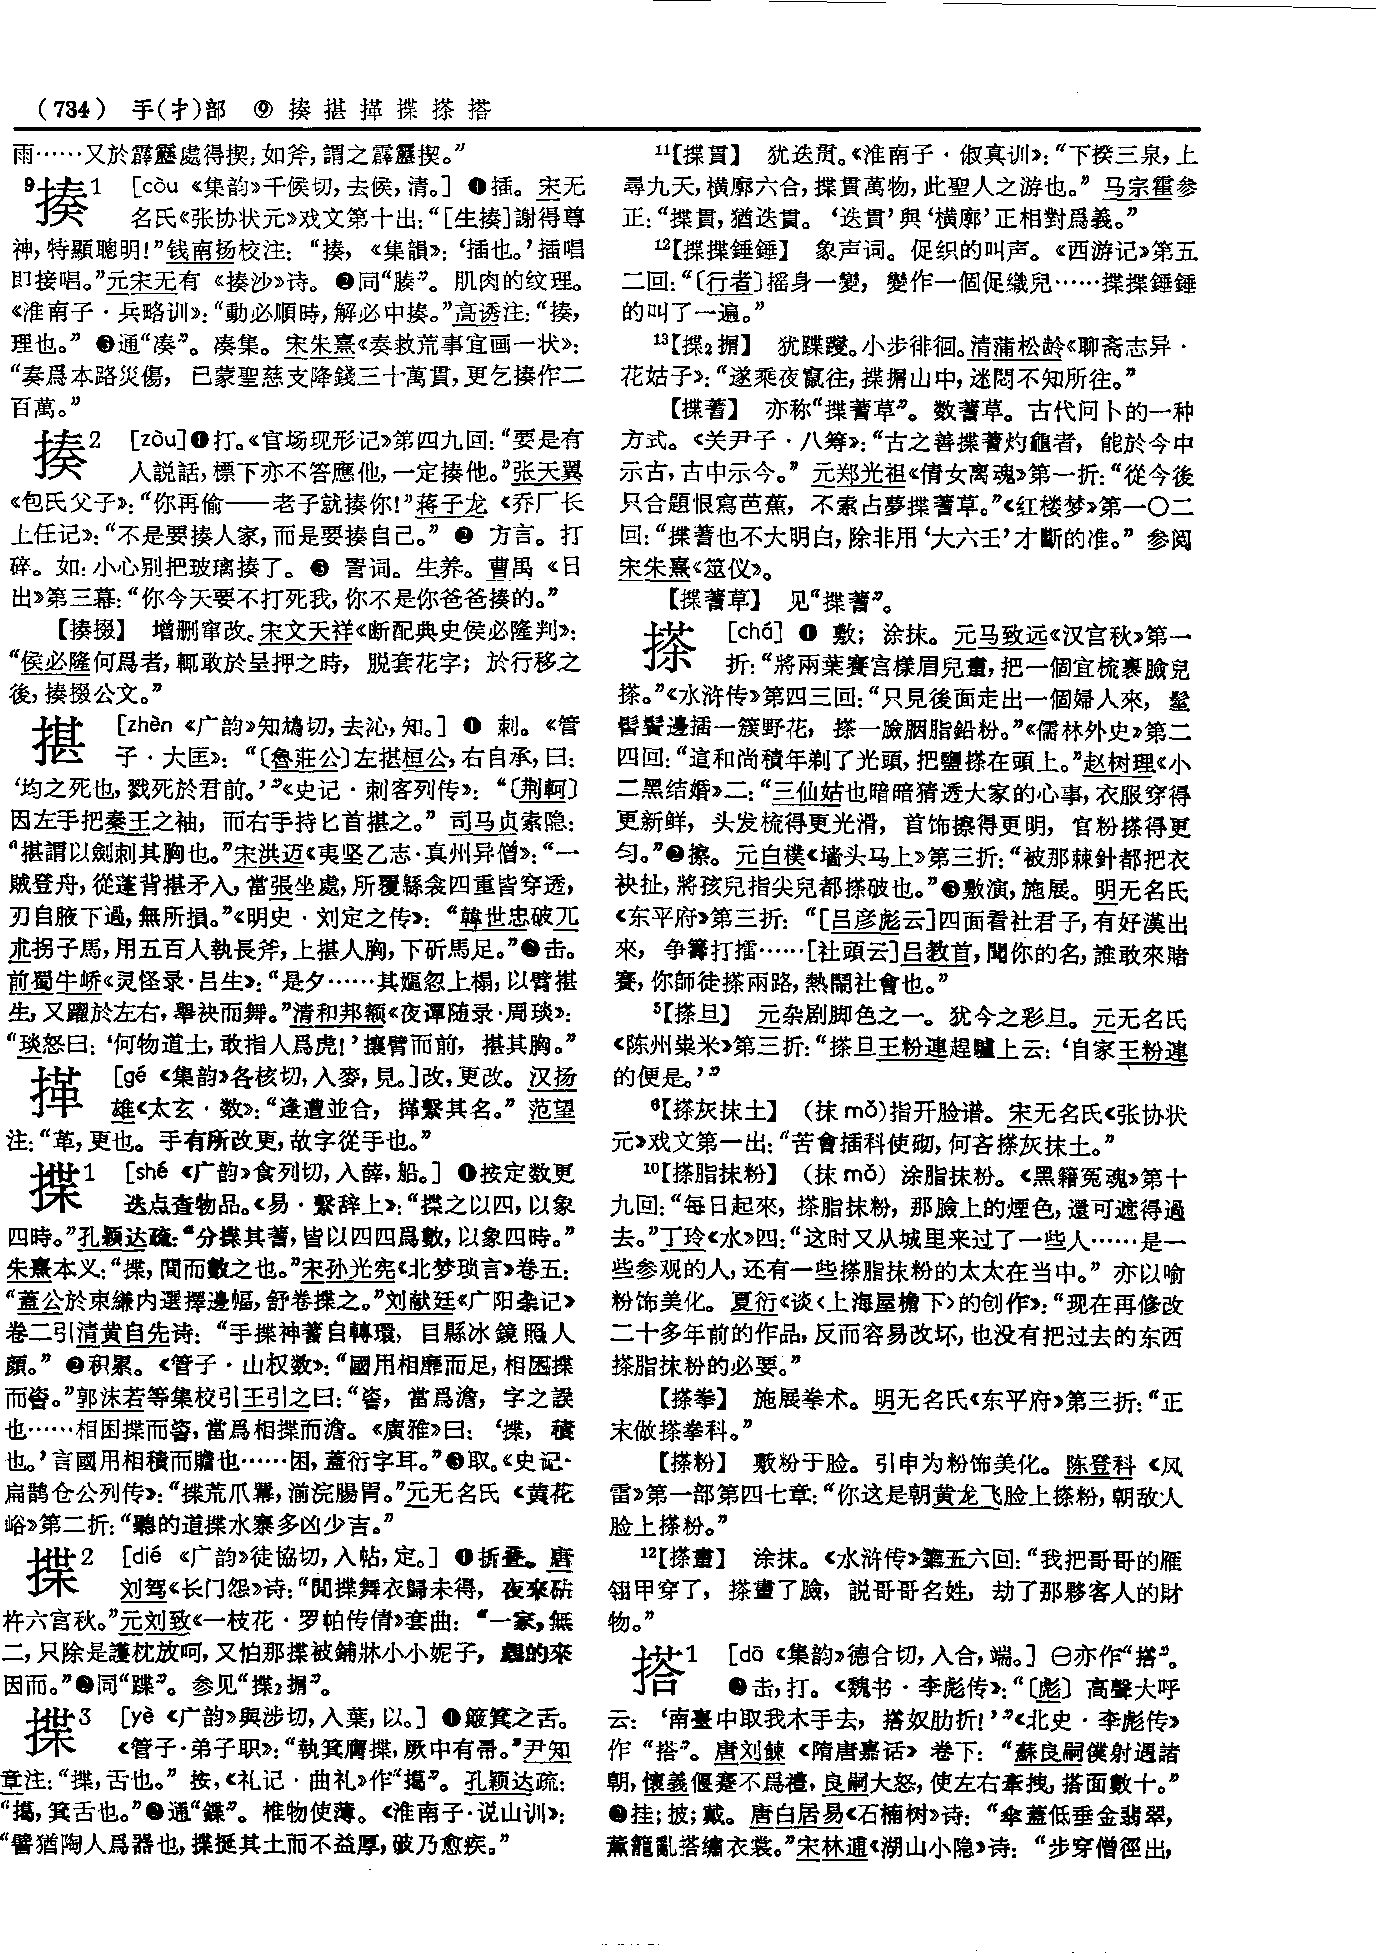 (734) 手(扌)部 ⑨ 揍揕㨰揲搽搭
雨……又於霹靂處得揳,如斧,謂之霹靂揳。”
⁹揍1 [còu 《集韵》千候切,去候,清。] ❶插。宋无
名氏《张协状元》戏文第十出:“[生揍]謝得尊
神,特顯聰明!”钱南扬校注:“揍,《集韻》:‘插也。’插唱
即接唱。”元宋无有《揍沙》诗。❷同“腠”。肌肉的纹理。
《淮南子·兵略训》:“動必順時,解必中揍。”高诱注:“揍,
理也。”❸通“凑”。凑集。宋朱熹《奏救荒事宜画一状》:
“奏爲本路災傷,已蒙聖慈支降錢三十萬貫,更乞揍作二
百萬。”
揍2 [zòu]❶打。《官场现形记》第四九回:“要是有
人説話,標下亦不答應他,一定揍他。”张天翼
《包氏父子》:“你再偷——老子就揍你!”蒋子龙《乔厂长
上任记》:“不是要揍人家,而是要揍自己。”❷方言。打
碎。如:小心别把玻璃揍了。❸詈词。生养。曹禺《日
出》第三幕:“你今天要不打死我,你不是你爸爸揍的。”
【揍掇】 增删窜改。宋文天祥《断配典史侯必隆判》:
“侯必隆何爲者,輒敢於呈押之時,脱套花字;於行移之
後,揍掇公文。”
揕 [zhèn 《广韵》知鴆切,去沁,知。] ❶刺。《管
子·大匡》:“〔魯莊公〕左揕桓公,右自承,曰:
‘均之死也,戮死於君前。’”《史记·刺客列传》:“〔荆軻〕
因左手把秦王之袖,而右手持匕首揕之。”司马贞索隐:
“揕謂以劍刺其胸也。”宋洪迈《夷坚乙志·真州异僧》:“一
賊登舟,從蓬背揕矛入,當張坐處,所覆緜衾四重皆穿透,
刃自腋下過,無所損。”《明史·刘定之传》:“韓世忠破兀
朮拐子馬,用五百人執長斧,上揕人胸,下斫馬足。”❷击。
前蜀牛峤《灵怪录·吕生》:“是夕……其嫗忽上榻,以臂揕
生,又躍於左右,舉袂而舞。”清和邦额《夜谭随录·周琰》:
“琰怒曰:‘何物道士,敢指人爲虎!’攘臂而前,揕其胸。”
㨰 [gé 《集韵》各核切,入麥,見。]改,更改。汉扬
雄《太玄·数》:“逢遭並合,㨰繫其名。”范望
注:“革,更也。手有所改更,故字從手也。”
揲1 [shé 《广韵》食列切,入薛,船。] ❶按定数更
迭点查物品。《易·繫辞上》:“揲之以四,以象
四時。”孔颖达疏:“分揲其蓍,皆以四四爲數,以象四時。”
朱熹本义:“揲,間而數之也。”宋孙光宪《北梦琐言》卷五:
“蓋公於束縑内選擇邊幅,舒卷揲之。”刘献廷《广阳杂记》
卷二引清黄自先诗:“手揲神蓍自轉環,目懸冰鏡照人
顔。”❷积累。《管子·山权数》:“國用相靡而足,相困揲
而䇔。”郭沫若等集校引王引之曰:“䇔,當爲澹,字之誤
也……相困揲而䇔,當爲相揲而澹。《廣雅》曰:‘揲,積
也。’言國用相積而贍也……困,蓋衍字耳。”❸取。《史记·
扁鹊仓公列传》:“揲荒爪幕,湔浣腸胃。”元无名氏《黄花
峪》第二折:“聽的道揲水寨多凶少吉。”
揲2 [dié 《广韵》徒協切,入帖,定。] ❶折叠。唐
刘驾《长门怨》诗:“閒揲舞衣歸未得,夜來砧
杵六宫秋。”元刘致《一枝花·罗帕传情》套曲:“一家,無
二,只除是護枕放呵,又怕那揲被鋪牀小小妮子,覷的來
因而。”❷同“蹀”。参见“揲₂揟”。
揲3 [yè 《广韵》與涉切,入葉,以。] ❶簸箕之舌。
《管子·弟子职》:“執箕膺揲,厥中有帚。”尹知
章注:“揲,舌也。”按,《礼记·曲礼》作“擖”。孔颖达疏:
“擖,箕舌也。”❷通“鍱”。椎物使薄。《淮南子·说山训》:
“譬猶陶人爲器也,揲挻其土而不益厚,破乃愈疾。”
¹¹【揲貫】 犹迭贯。《淮南子·俶真训》:“下揆三泉,上
尋九天,横廓六合,揲貫萬物,此聖人之游也。”马宗霍参
正:“揲貫,猶迭貫。‘迭貫’與‘横廓’正相對爲義。”
¹²【揲揲錘錘】 象声词。促织的叫声。《西游记》第五
二回:“〔行者〕摇身一變,變作一個促織兒……揲揲錘錘
的叫了一遍。”
¹³【揲₂揟】 犹蹀躞。小步徘徊。清蒲松龄《聊斋志异·
花姑子》:“遂乘夜竄往,揲揟山中,迷悶不知所往。”
【揲蓍】 亦称“揲蓍草”。数蓍草。古代问卜的一种
方式。《关尹子·八筹》:“古之善揲蓍灼龜者,能於今中
示古,古中示今。”元郑光祖《倩女离魂》第一折:“從今後
只合題恨寫芭蕉,不索占夢揲蓍草。”《红楼梦》第一〇二
回:“揲蓍也不大明白,除非用‘大六壬’才斷的准。”参阅
宋朱熹《筮仪》。
【揲蓍草】 见“揲蓍”。
搽 [chá] ❶敷;涂抹。元马致远《汉宫秋》第一
折:“將兩葉賽宫樣眉兒畫,把一個宜梳裹臉兒
搽。”《水浒传》第四三回:“只見後面走出一個婦人來,髽
髻鬢邊插一簇野花,搽一臉胭脂鉛粉。”《儒林外史》第二
四回:“這和尚積年剃了光頭,把鹽搽在頭上。”赵树理《小
二黑结婚》二:“三仙姑也暗暗猜透大家的心事,衣服穿得
更新鲜,头发梳得更光滑,首饰擦得更明,官粉搽得更
匀。”❷擦。元白樸《墙头马上》第三折:“被那棘針都把衣
袂扯,將孩兒指尖兒都搽破也。”❸敷演,施展。明无名氏
《东平府》第三折:“[吕彦彪云]四面看社君子,有好漢出
來,争籌打擂……[社頭云]吕教首,聞你的名,誰敢來賭
賽,你師徒搽兩路,熱鬧社會也。”
⁵【搽旦】 元杂剧脚色之一。犹今之彩旦。元无名氏
《陈州粜米》第三折:“搽旦王粉連趕驢上云:‘自家王粉連
的便是。’”
⁶【搽灰抹土】 (抹mǒ)指开脸谱。宋无名氏《张协状
元》戏文第一出:“苦會插科使砌,何吝搽灰抹土。”
¹⁰【搽脂抹粉】 (抹mǒ)涂脂抹粉。《黑籍冤魂》第十
九回:“每日起來,搽脂抹粉,那臉上的煙色,還可遮得過
去。”丁玲《水》四:“这时又从城里来过了一些人……是一
些参观的人,还有一些搽脂抹粉的太太在当中。”亦以喻
粉饰美化。夏衍《谈〈上海屋檐下〉的创作》:“现在再修改
二十多年前的作品,反而容易改坏,也没有把过去的东西
搽脂抹粉的必要。”
【搽拳】 施展拳术。明无名氏《东平府》第三折:“正
末做搽拳科。”
【搽粉】 敷粉于脸。引申为粉饰美化。陈登科《风
雷》第一部第四七章:“你这是朝黄龙飞脸上搽粉,朝敌人
脸上搽粉。”
¹²【搽畫】 涂抹。《水浒传》第五六回:“我把哥哥的雁
翎甲穿了,搽畫了臉,説哥哥名姓,劫了那夥客人的財
物。”
搭1 [dā 《集韵》德合切,入合,端。] ㊀亦作“撘”。
❶击,打。《魏书·李彪传》:“〔彪〕高聲大呼
云:‘南臺中取我木手去,搭奴肋折!’”《北史·李彪传》
作“撘”。唐刘餗《隋唐嘉话》卷下:“蘇良嗣僕射遇諸
朝,懷義偃蹇不爲禮,良嗣大怒,使左右牽拽,搭面數十。”
❷挂;披;戴。唐白居易《石楠树》诗:“傘蓋低垂金翡翠,
薰籠亂搭繡衣裳。”宋林逋《湖山小隐》诗:“步穿僧徑出,